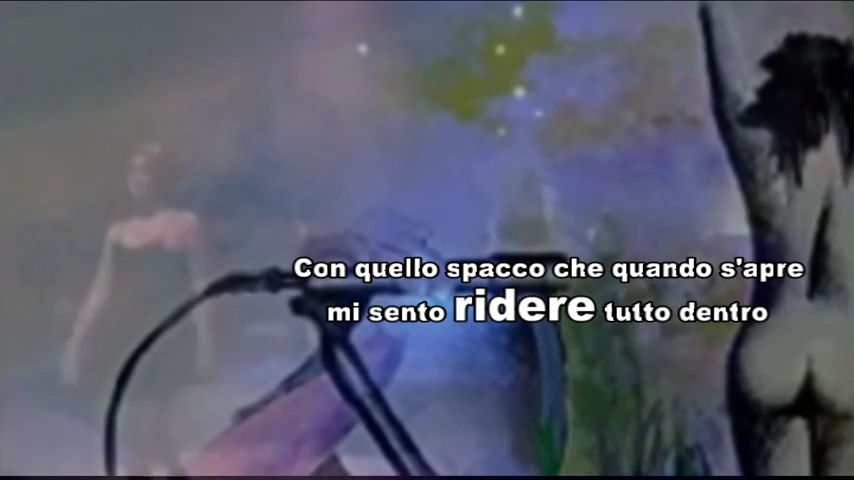 Con quello spacco che quando s'apre
mi sento ridere tutto dentro